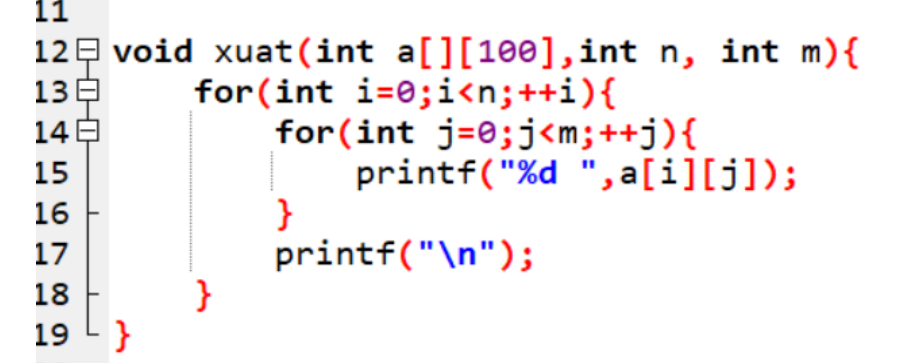 11
12 void xuat(int a[][100],int n, int m){
13 for(int i=0;i<n;++i){
14 for(int j=0;j<m;++j){
15 printf("%d ",a[i][j]);
16 }
17 printf("\n");
18 }
19 }